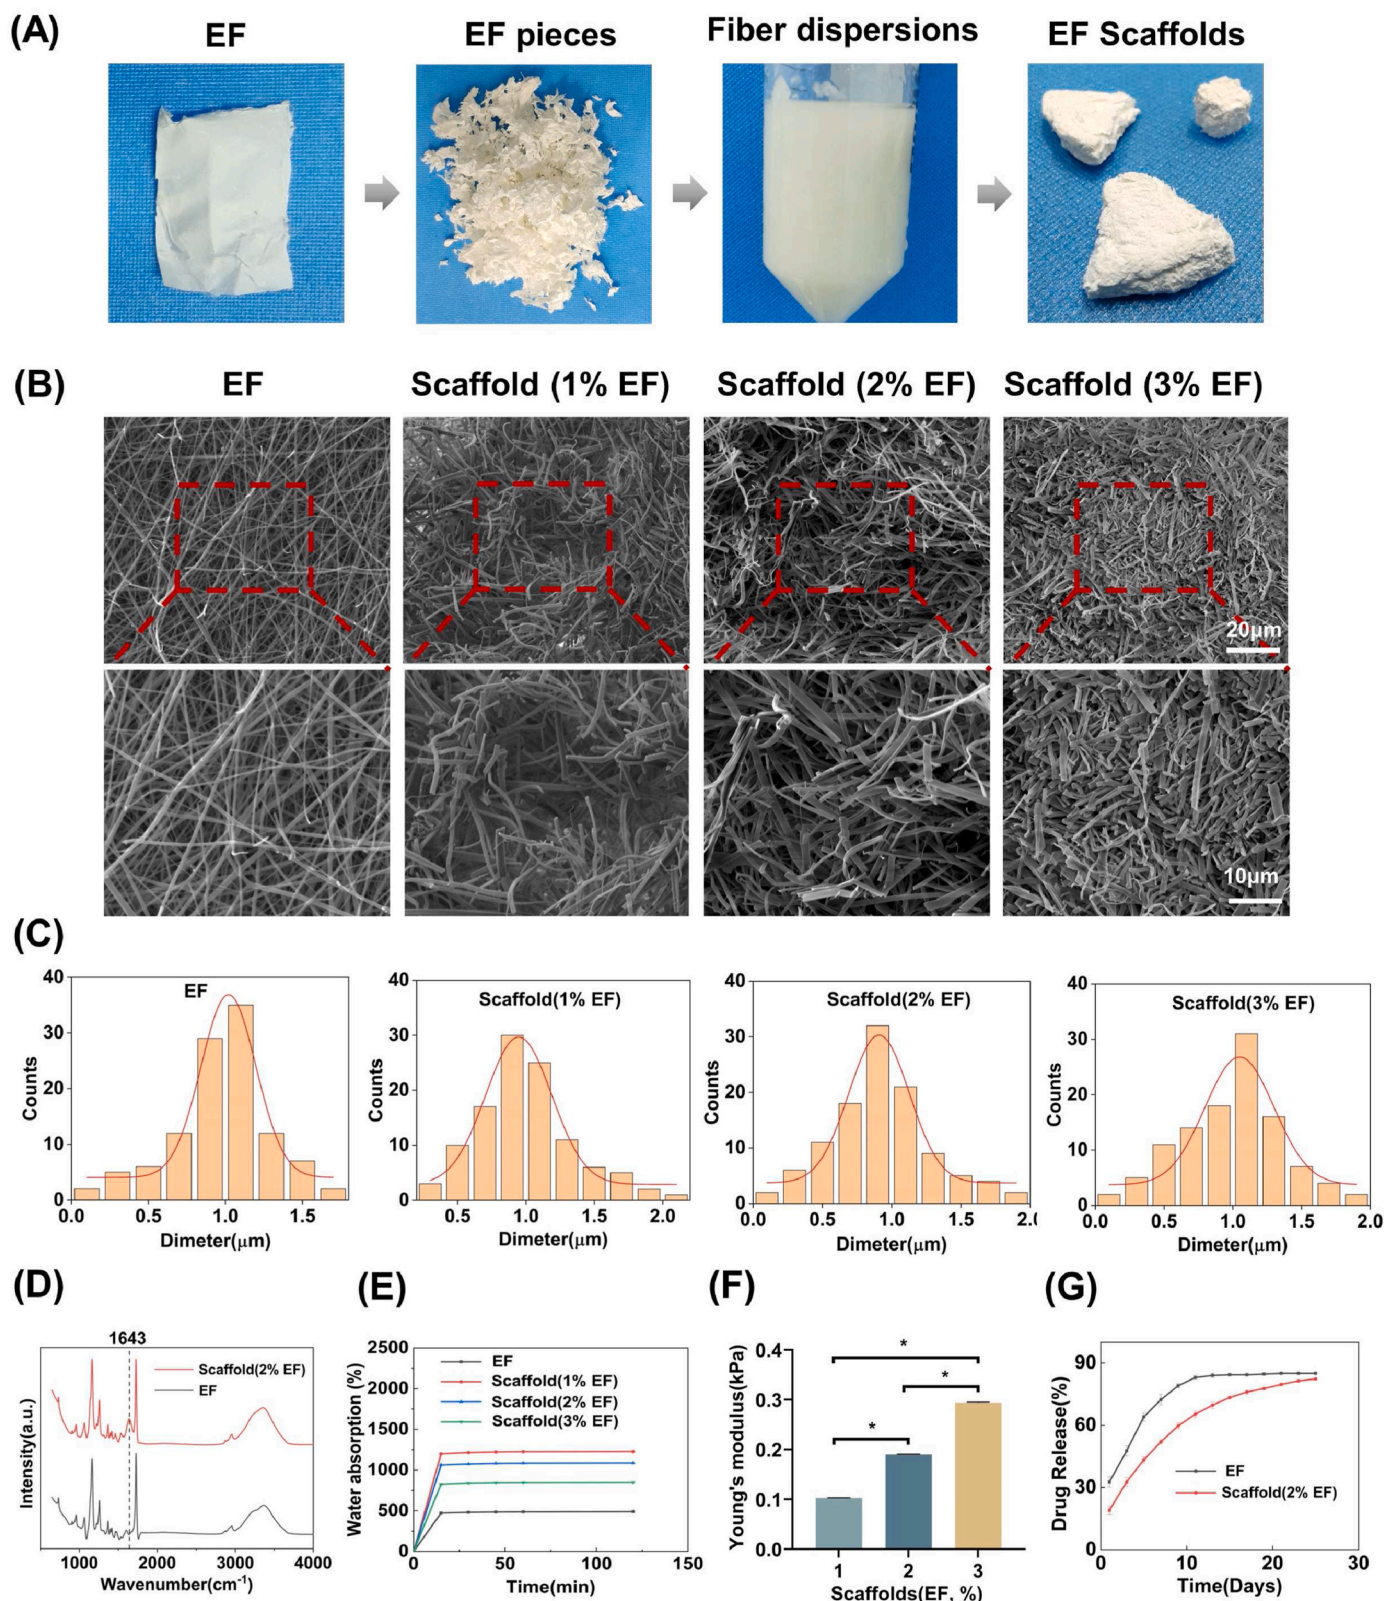 (A)
EF
EF pieces
Fiber dispersions
EF Scaffolds
(B)
EF
Scaffold (1% EF)
Scaffold (2% EF)
Scaffold (3% EF)
20μm
10μm
(C)
EF
Counts
40
30
20
10
0
0.0 0.5 1.0 1.5
Dimeter(μm)
Scaffold(1% EF)
Counts
40
30
20
10
0
0.5 1.0 1.5 2.0
Dimeter(μm)
Scaffold(2% EF)
Counts
40
30
20
10
0
0.0 0.5 1.0 1.5 2.0
Dimeter(μm)
Scaffold(3% EF)
Counts
40
30
20
10
0
0.0 0.5 1.0 1.5 2.0
Dimeter(μm)
(D)
1643
Scaffold(2% EF)
EF
Intensity(a.u.)
1000 2000 3000 4000
Wavenumber(cm⁻¹)
(E)
Water absorption (%)
2500
2000
1500
1000
500
0
EF
Scaffold(1% EF)
Scaffold(2% EF)
Scaffold(3% EF)
0 50 100 150
Time(min)
(F)
Young's modulus(kPa)
0.4
0.3
0.2
0.1
0.0
*
*
*
1 2 3
Scaffolds(EF, %)
(G)
Drug Release(%)
90
60
30
0
EF
Scaffold(2% EF)
0 10 20 30
Time(Days)